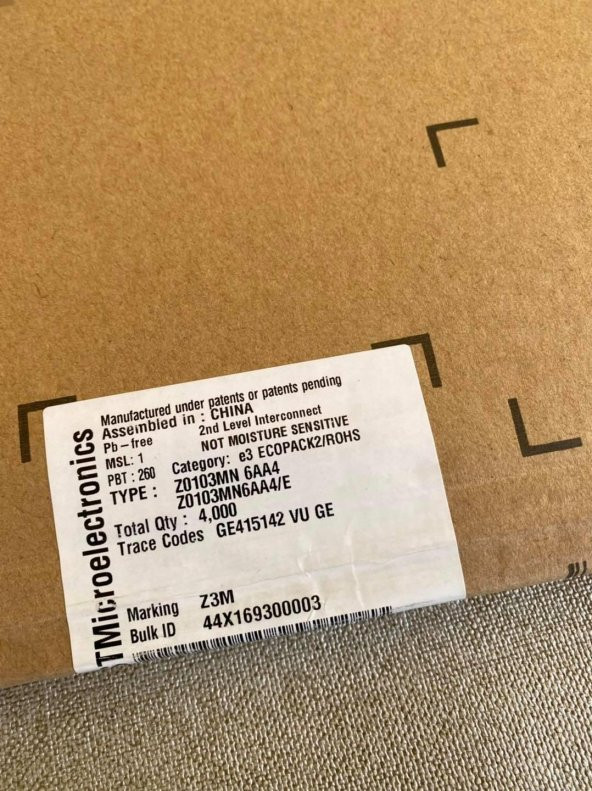 TMicroelectronics
Manufactured under patents or patents pending
Assembled in : CHINA
Pb-free 2nd Level Interconnect
MSL: 1 NOT MOISTURE SENSITIVE
PBT : 260 Category: e3 ECOPACK2/ROHS
TYPE : Z0103MN 6AA4
Z0103MN6AA4/E
Total Qty : 4,000
Trace Codes GE415142 VU GE
Marking Z3M
Bulk ID 44X169300003